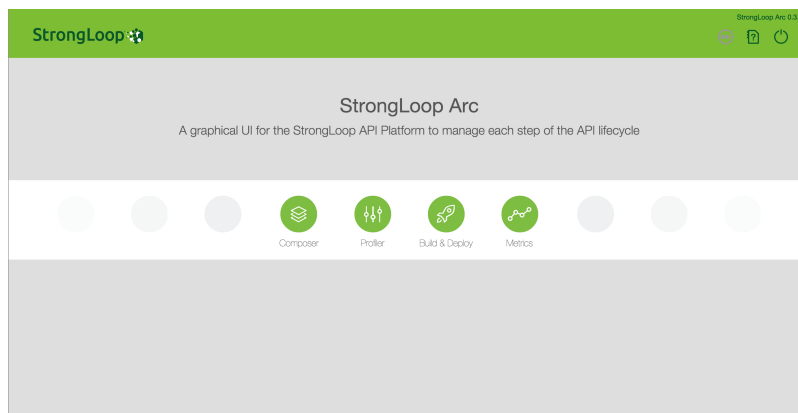 StrongLoop Arc 0.3.
StrongLoop
StrongLoop Arc
A graphical UI for the StrongLoop API Platform to manage each step of the API lifecycle
Composer
Profiler
Build & Deploy
Metrics